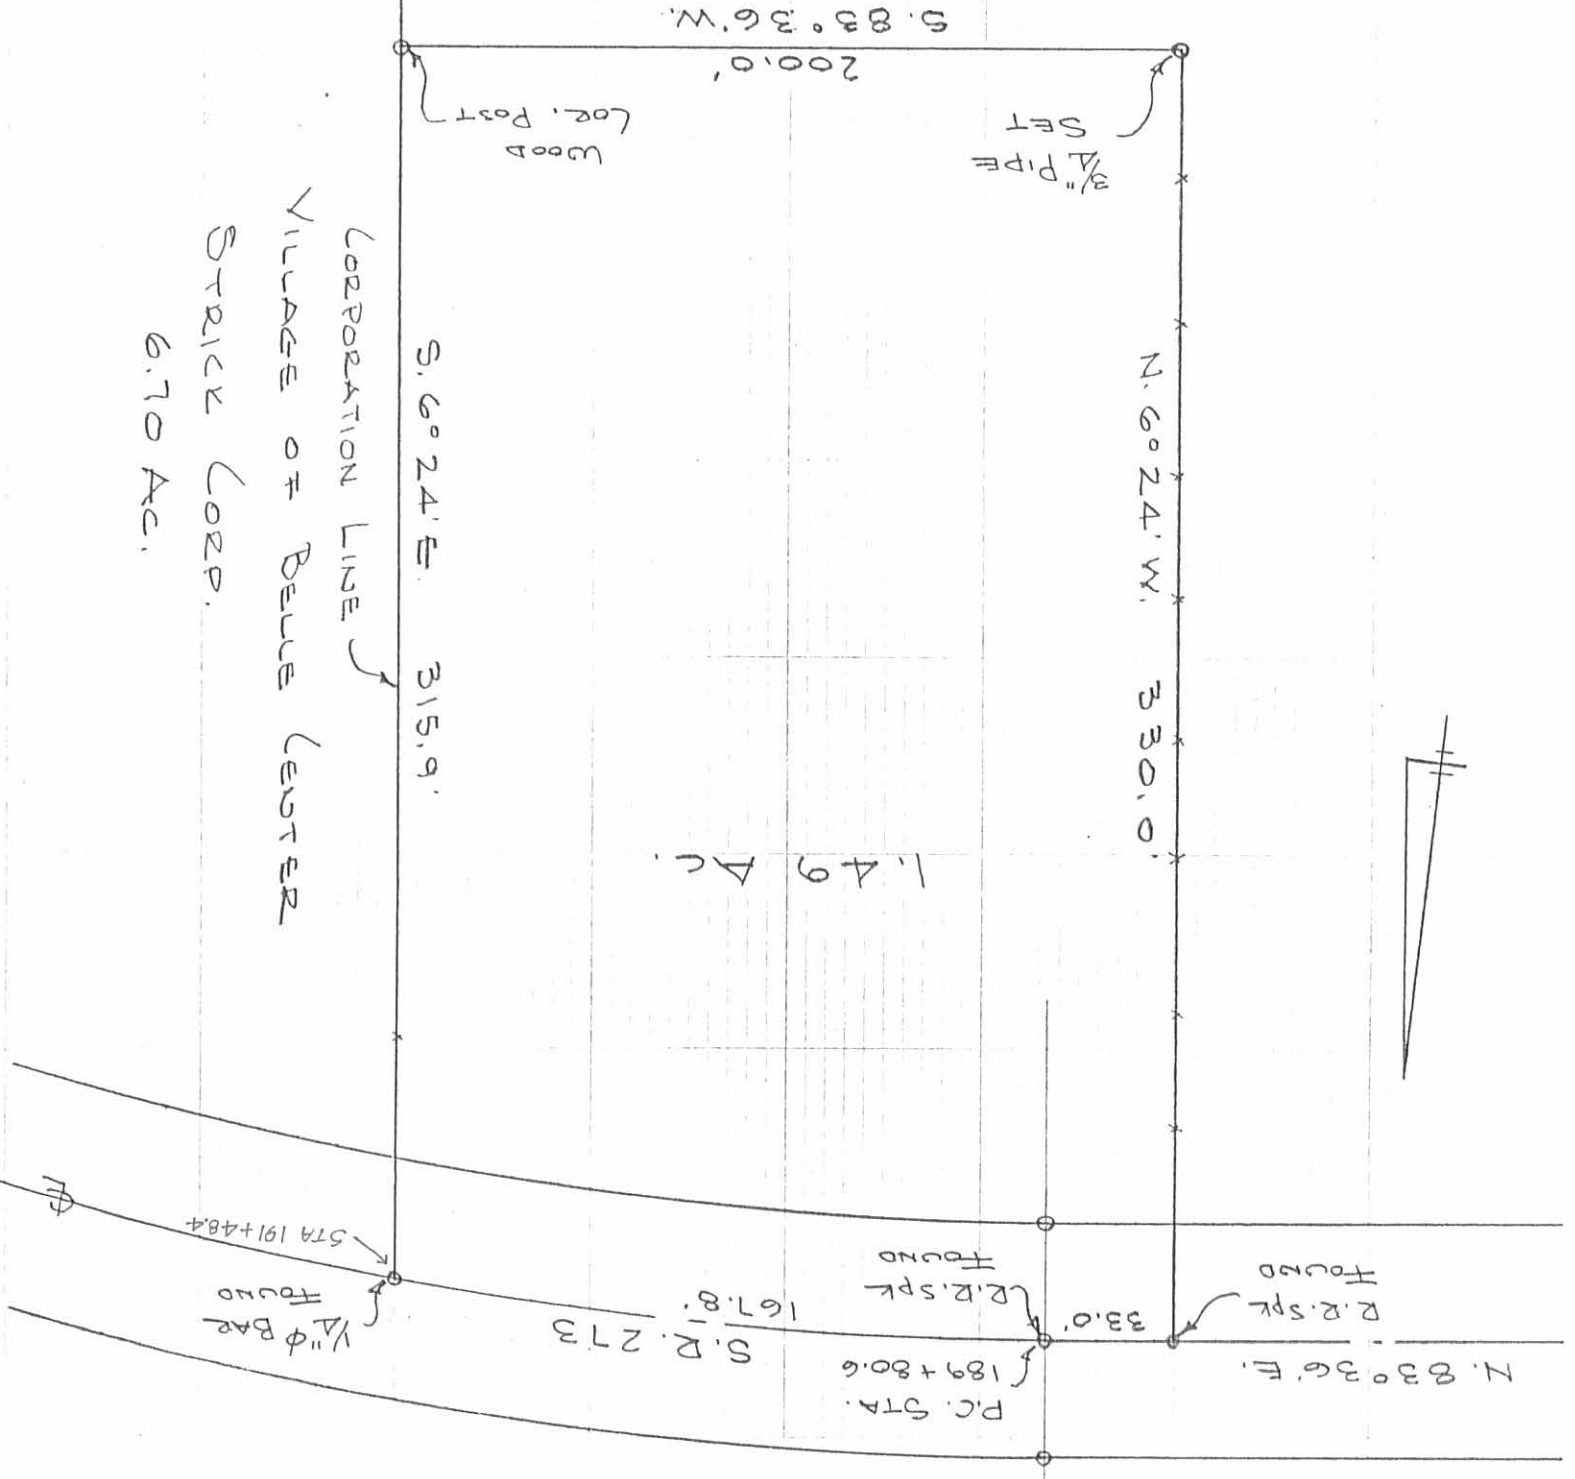 N. 83° 36' E.
P.C. STA.
189+80.6
33.0'
R.R. Spk
FOUND
R.R. Spk
FOUND
S.R. 273
167.8'
1/4" Φ BAR
FOUND
STA 191+48.4
℄
1.49 Ac.
N. 6° 24' W. 330.0'
S. 6° 24' E. 315.9'
CORPORATION LINE
VILLAGE OF BELLE CENTER
STRICK CORP.
6.70 Ac.
3/4" PIPE
SET
WOOD
COR. POST
200.0'
S. 83° 36' W.